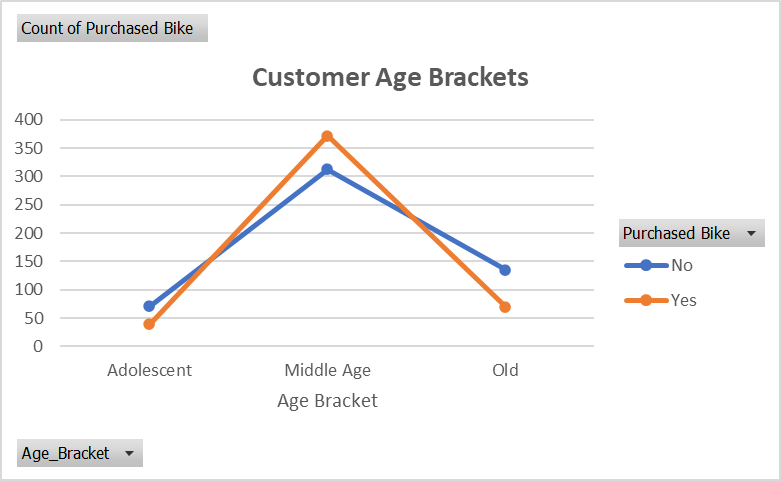 Count of Purchased Bike
Customer Age Brackets
400
350
300
250
200
150
100
50
0
Adolescent Middle Age Old
Age Bracket
Purchased Bike
No
Yes
Age_Bracket